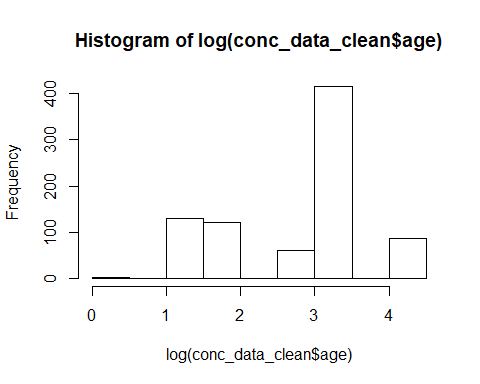 Histogram of log(conc_data_clean$age)
Frequency
400
300
200
100
0
0 1 2 3 4
log(conc_data_clean$age)